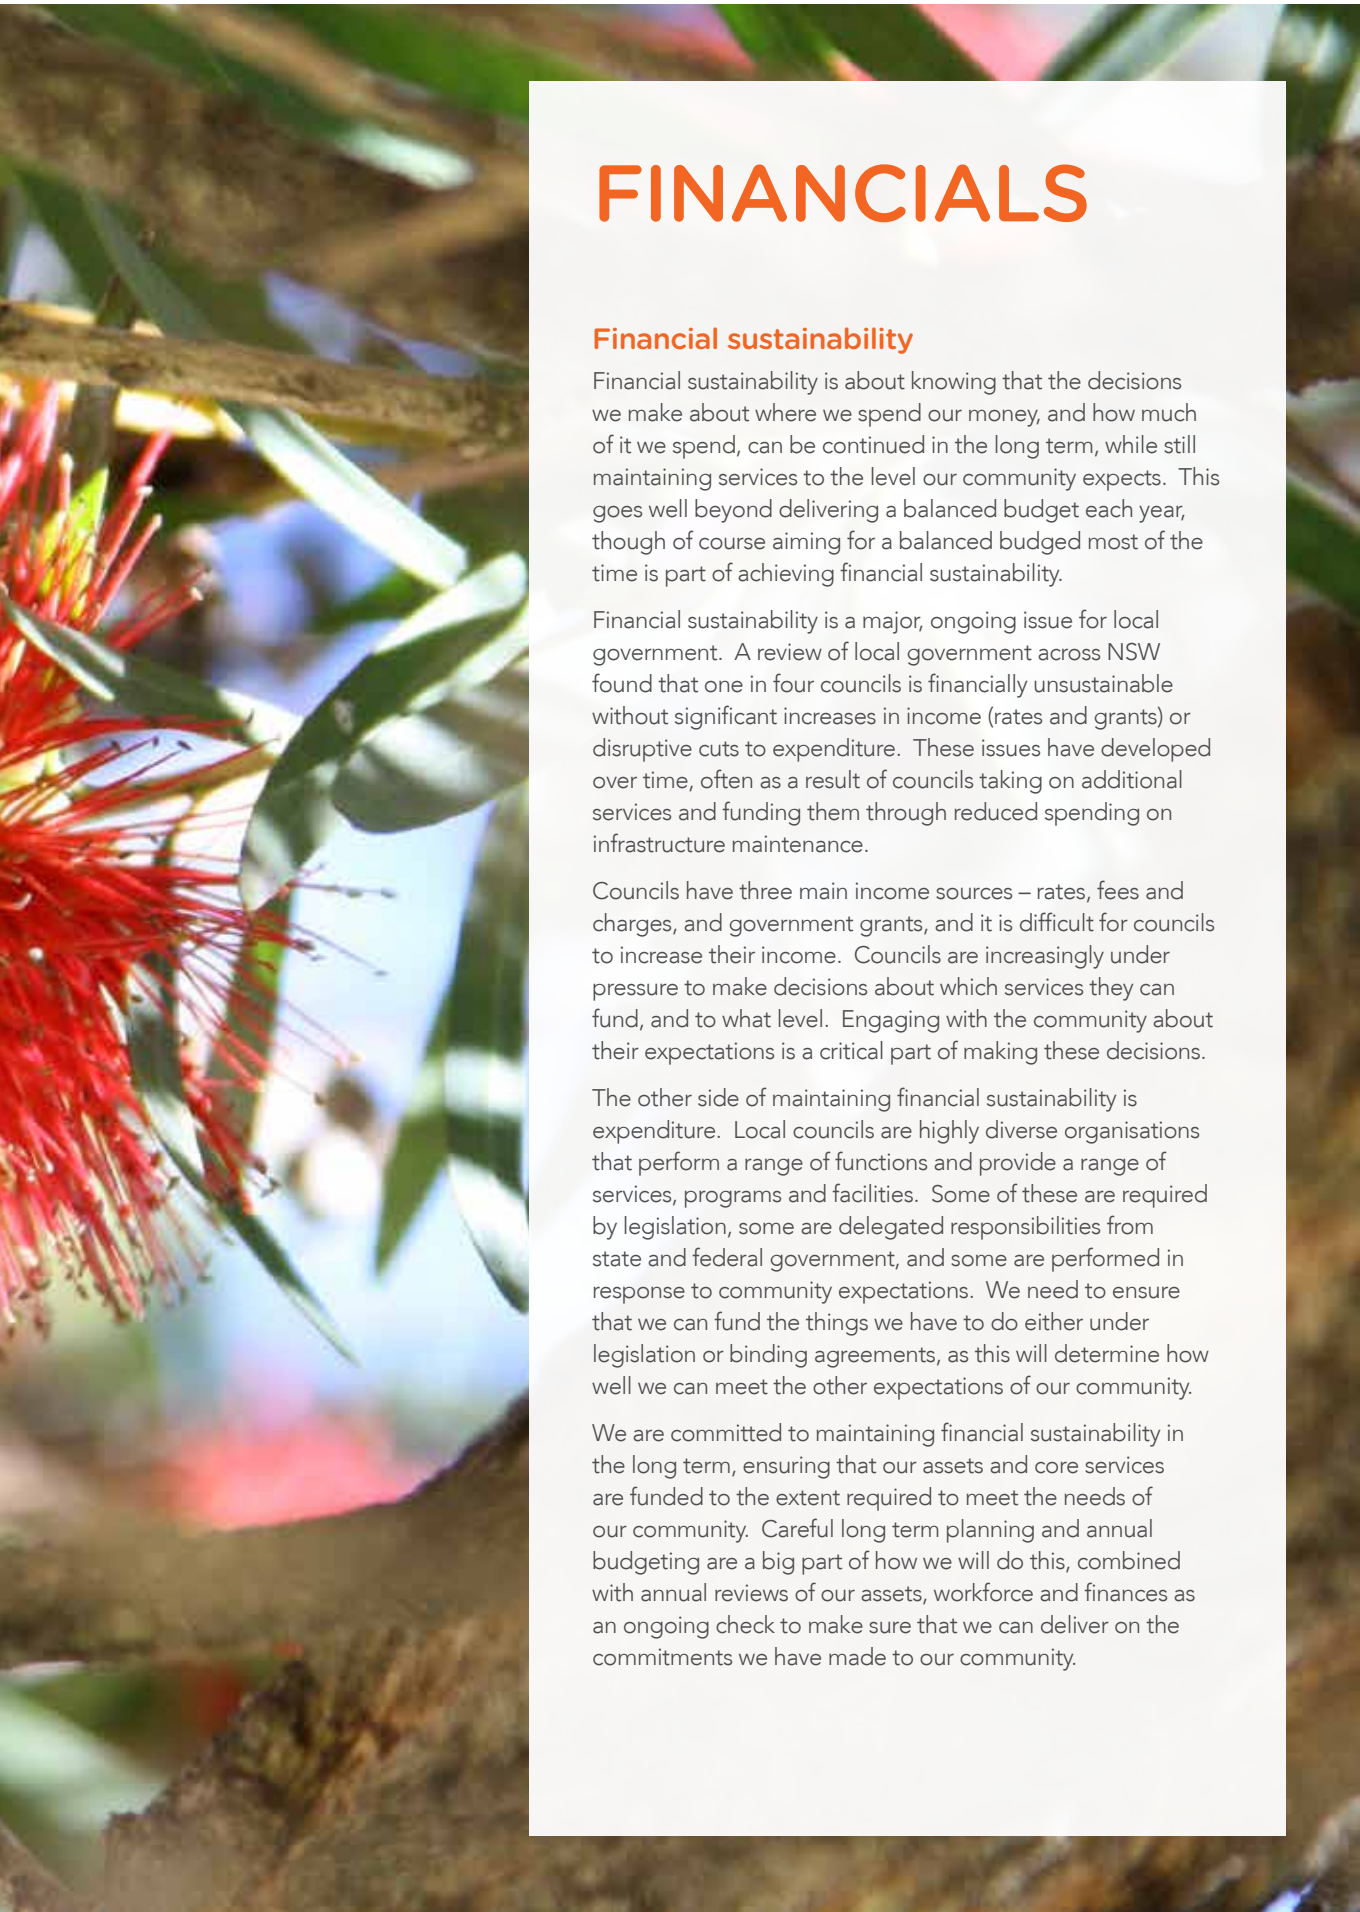 FINANCIALS
Financial sustainability
Financial sustainability is about knowing that the decisions
we make about where we spend our money, and how much
of it we spend, can be continued in the long term, while still
maintaining services to the level our community expects.  This
goes well beyond delivering a balanced budget each year,
though of course aiming for a balanced budged most of the
time is part of achieving financial sustainability.
Financial sustainability is a major, ongoing issue for local
government.  A review of local government across NSW
found that one in four councils is financially unsustainable
without significant increases in income (rates and grants) or
disruptive cuts to expenditure.  These issues have developed
over time, often as a result of councils taking on additional
services and funding them through reduced spending on
infrastructure maintenance.
Councils have three main income sources – rates, fees and
charges, and government grants, and it is difficult for councils
to increase their income.  Councils are increasingly under
pressure to make decisions about which services they can
fund, and to what level.  Engaging with the community about
their expectations is a critical part of making these decisions.
The other side of maintaining financial sustainability is
expenditure.  Local councils are highly diverse organisations
that perform a range of functions and provide a range of
services, programs and facilities.  Some of these are required
by legislation, some are delegated responsibilities from
state and federal government, and some are performed in
response to community expectations.  We need to ensure
that we can fund the things we have to do either under
legislation or binding agreements, as this will determine how
well we can meet the other expectations of our community.
We are committed to maintaining financial sustainability in
the long term, ensuring that our assets and core services
are funded to the extent required to meet the needs of
our community.  Careful long term planning and annual
budgeting are a big part of how we will do this, combined
with annual reviews of our assets, workforce and finances as
an ongoing check to make sure that we can deliver on the
commitments we have made to our community.